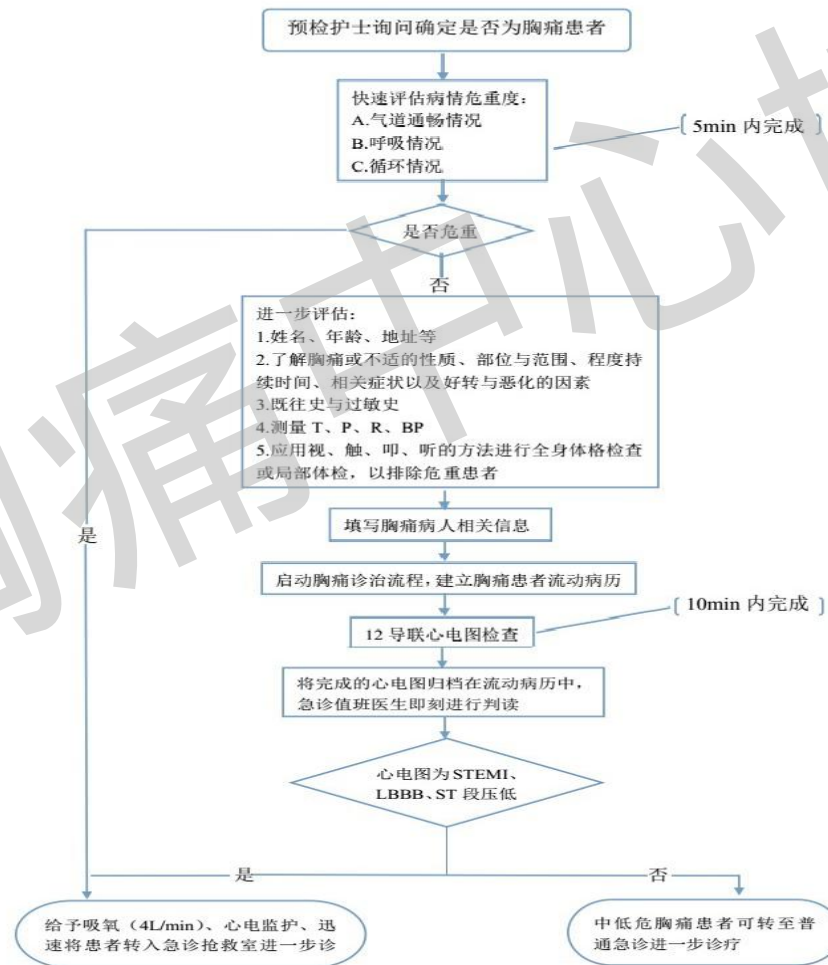 预检护士询问确定是否为胸痛患者
快速评估病情危重度：
A.气道通畅情况
B.呼吸情况
C.循环情况
5min 内完成
是否危重
否
进一步评估：
1.姓名、年龄、地址等
2.了解胸痛或不适的性质、部位与范围、程度持
续时间、相关症状以及好转与恶化的因素
3.既往史与过敏史
4.测量 T、P、R、BP
5.应用视、触、叩、听的方法进行全身体格检查
或局部体检，以排除危重患者
是
填写胸痛病人相关信息
启动胸痛诊治流程，建立胸痛患者流动病历
10min 内完成
12 导联心电图检查
将完成的心电图归档在流动病历中，
急诊值班医生即刻进行判读
心电图为 STEMI、
LBBB、ST 段压低
是
否
给予吸氧（4L/min）、心电监护、迅
速将患者转入急诊抢救室进一步诊
中低危胸痛患者可转至普
通急诊进一步诊疗
痛中心